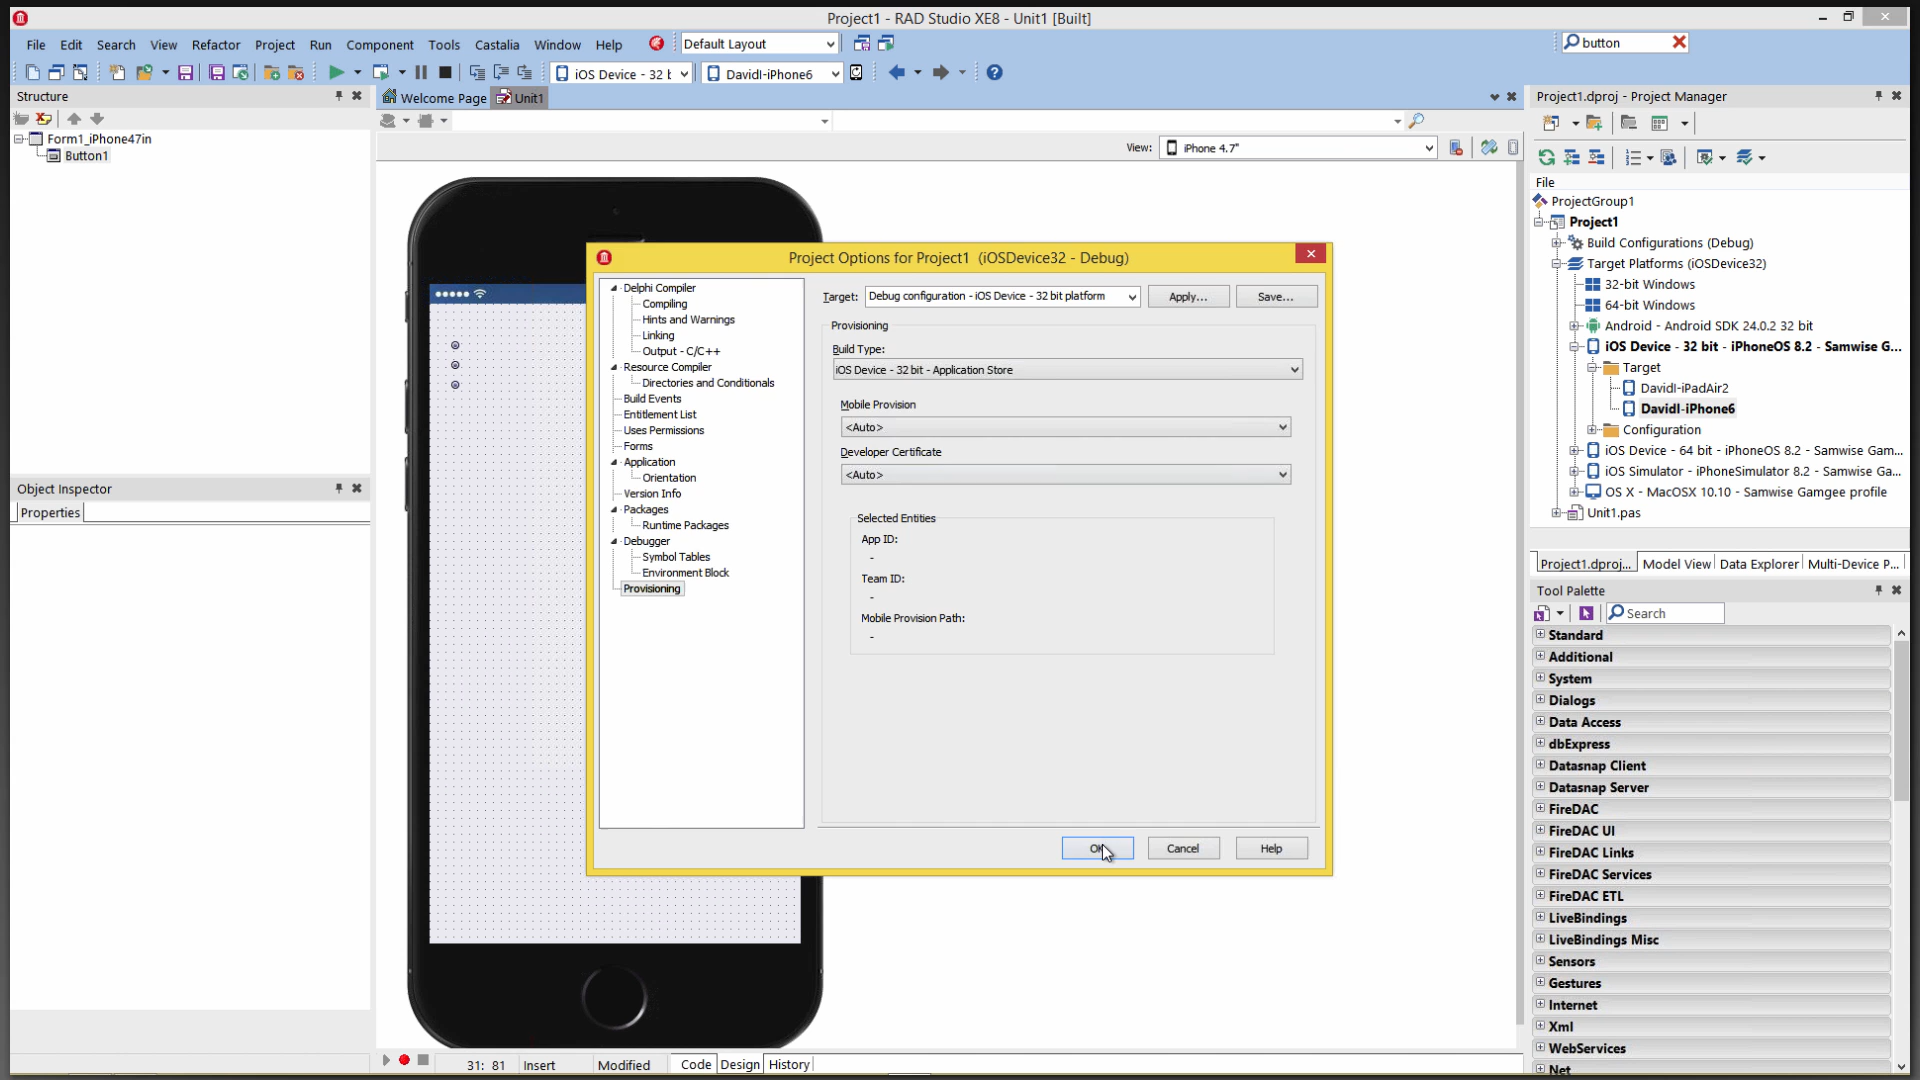 Project1 - RAD Studio XE8 - Unit1 [Built]
File Edit Search View Refactor Project Run Component Tools Castalia Window Help Default Layout button
iOS Device - 32 t DavidI-iPhone6
Structure
Welcome Page Unit1
Project1.dproj - Project Manager
Form1_iPhone47in
Button1
View: iPhone 4.7"
File
ProjectGroup1
Project1
Build Configurations (Debug)
Target Platforms (iOSDevice32)
32-bit Windows
64-bit Windows
Android - Android SDK 24.0.2 32 bit
iOS Device - 32 bit - iPhoneOS 8.2 - Samwise G...
Target
DavidI-iPadAir2
DavidI-iPhone6
Configuration
iOS Device - 64 bit - iPhoneOS 8.2 - Samwise Gam...
iOS Simulator - iPhoneSimulator 8.2 - Samwise Ga...
OS X - MacOSX 10.10 - Samwise Gamgee profile
Unit1.pas
Project1.dproj... Model View Data Explorer Multi-Device P...
Project Options for Project1 (iOSDevice32 - Debug)
Delphi Compiler
Compiling
Hints and Warnings
Linking
Output - C/C++
Resource Compiler
Directories and Conditionals
Build Events
Entitlement List
Uses Permissions
Forms
Application
Orientation
Version Info
Packages
Runtime Packages
Debugger
Symbol Tables
Environment Block
Provisioning
Target: Debug configuration - iOS Device - 32 bit platform Apply... Save...
Provisioning
Build Type:
iOS Device - 32 bit - Application Store
Mobile Provision
<Auto>
Developer Certificate
<Auto>
Selected Entities
App ID:
-
Team ID:
-
Mobile Provision Path:
-
OK Cancel Help
Object Inspector
Properties
Tool Palette
Search
Standard
Additional
System
Dialogs
Data Access
dbExpress
Datasnap Client
Datasnap Server
FireDAC
FireDAC UI
FireDAC Links
FireDAC Services
FireDAC ETL
LiveBindings
LiveBindings Misc
Sensors
Gestures
Internet
Xml
WebServices
Net
31: 81 Insert Modified Code Design History